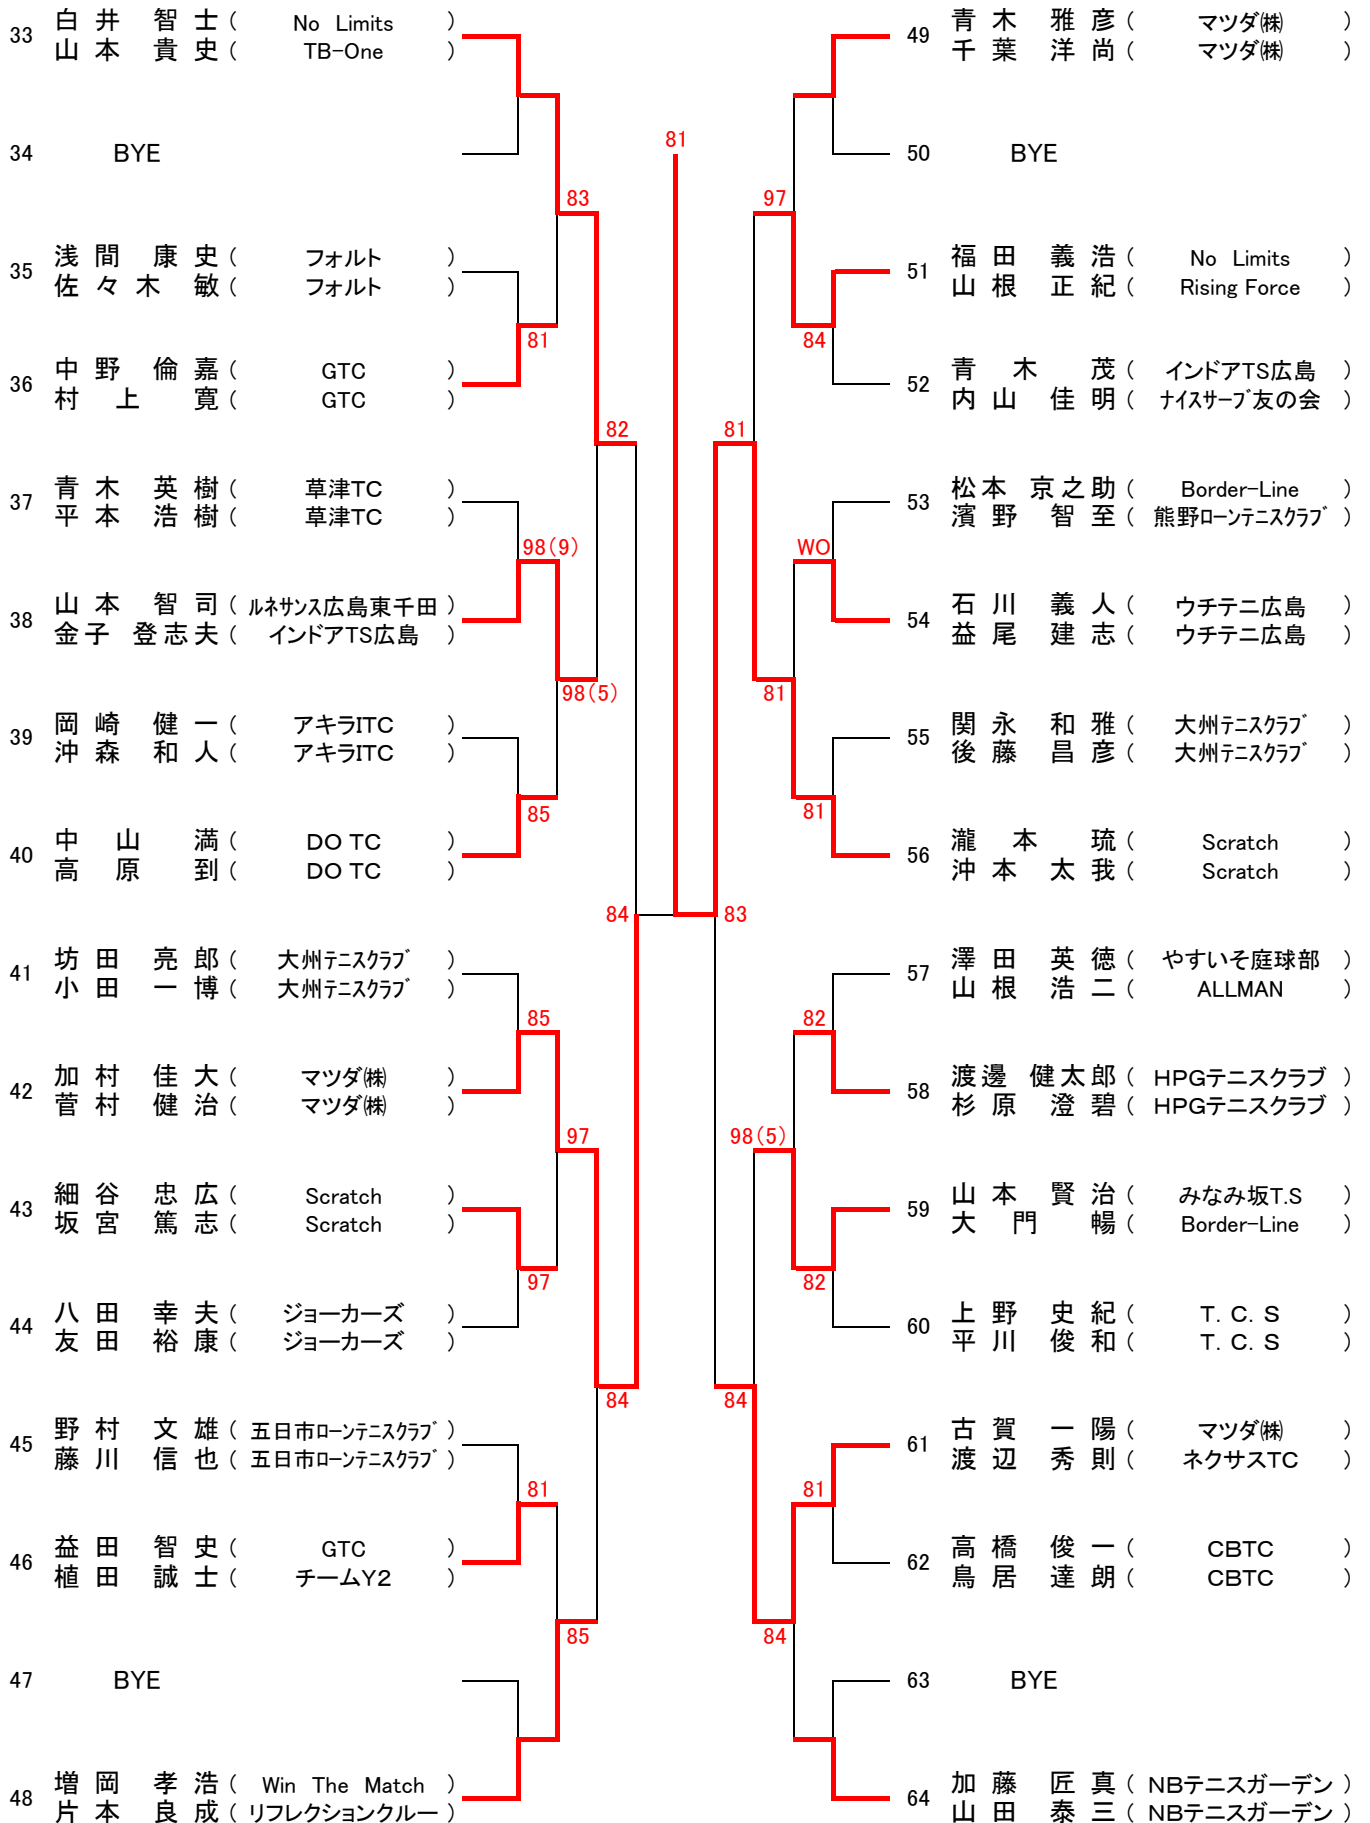 33 白井 智士 ( No Limits )
山本 貴史 ( TB-One )
34 BYE
83
35 浅間 康史 ( フォルト )
佐々木 敏 ( フォルト )
81
36 中野 倫嘉 ( GTC )
村上 寛 ( GTC )
82
37 青木 英樹 ( 草津TC )
平本 浩樹 ( 草津TC )
98(9)
38 山本 智司 ( ルネサンス広島東千田 )
金子 登志夫 ( インドアTS広島 )
98(5)
39 岡崎 健一 ( アキラITC )
沖森 和人 ( アキラITC )
85
40 中山 満 ( DO TC )
高原 到 ( DO TC )
84
41 坊田 亮郎 ( 大州テニスクラブ )
小田 一博 ( 大州テニスクラブ )
85
42 加村 佳大 ( マツダ㈱ )
菅村 健治 ( マツダ㈱ )
97
43 細谷 忠広 ( Scratch )
坂宮 篤志 ( Scratch )
97
44 八田 幸夫 ( ジョーカーズ )
友田 裕康 ( ジョーカーズ )
84
45 野村 文雄 ( 五日市ローンテニスクラブ )
藤川 信也 ( 五日市ローンテニスクラブ )
81
46 益田 智史 ( GTC )
植田 誠士 ( チームY2 )
85
47 BYE
48 増岡 孝浩 ( Win The Match )
片本 良成 ( リフレクションクルー )
81
49 青木 雅彦 ( マツダ㈱ )
千葉 洋尚 ( マツダ㈱ )
50 BYE
97
51 福田 義浩 ( No Limits )
山根 正紀 ( Rising Force )
84
52 青木 茂 ( インドアTS広島 )
内山 佳明 ( ナイスサーブ友の会 )
81
53 松本 京之助 ( Border-Line )
濱野 智至 ( 熊野ローンテニスクラブ )
WO
54 石川 義人 ( ウチテニ広島 )
益尾 建志 ( ウチテニ広島 )
81
55 関永 和雅 ( 大州テニスクラブ )
後藤 昌彦 ( 大州テニスクラブ )
81
56 瀧本 琉 ( Scratch )
沖本 太我 ( Scratch )
83
57 澤田 英徳 ( やすいそ庭球部 )
山根 浩二 ( ALLMAN )
82
58 渡邊 健太郎 ( HPGテニスクラブ )
杉原 澄碧 ( HPGテニスクラブ )
98(5)
59 山本 賢治 ( みなみ坂T.S )
大門 暢 ( Border-Line )
82
60 上野 史紀 ( T. C. S )
平川 俊和 ( T. C. S )
84
61 古賀 一陽 ( マツダ㈱ )
渡辺 秀則 ( ネクサスTC )
81
62 高橋 俊一 ( CBTC )
鳥居 達朗 ( CBTC )
84
63 BYE
64 加藤 匠真 ( NBテニスガーデン )
山田 泰三 ( NBテニスガーデン )